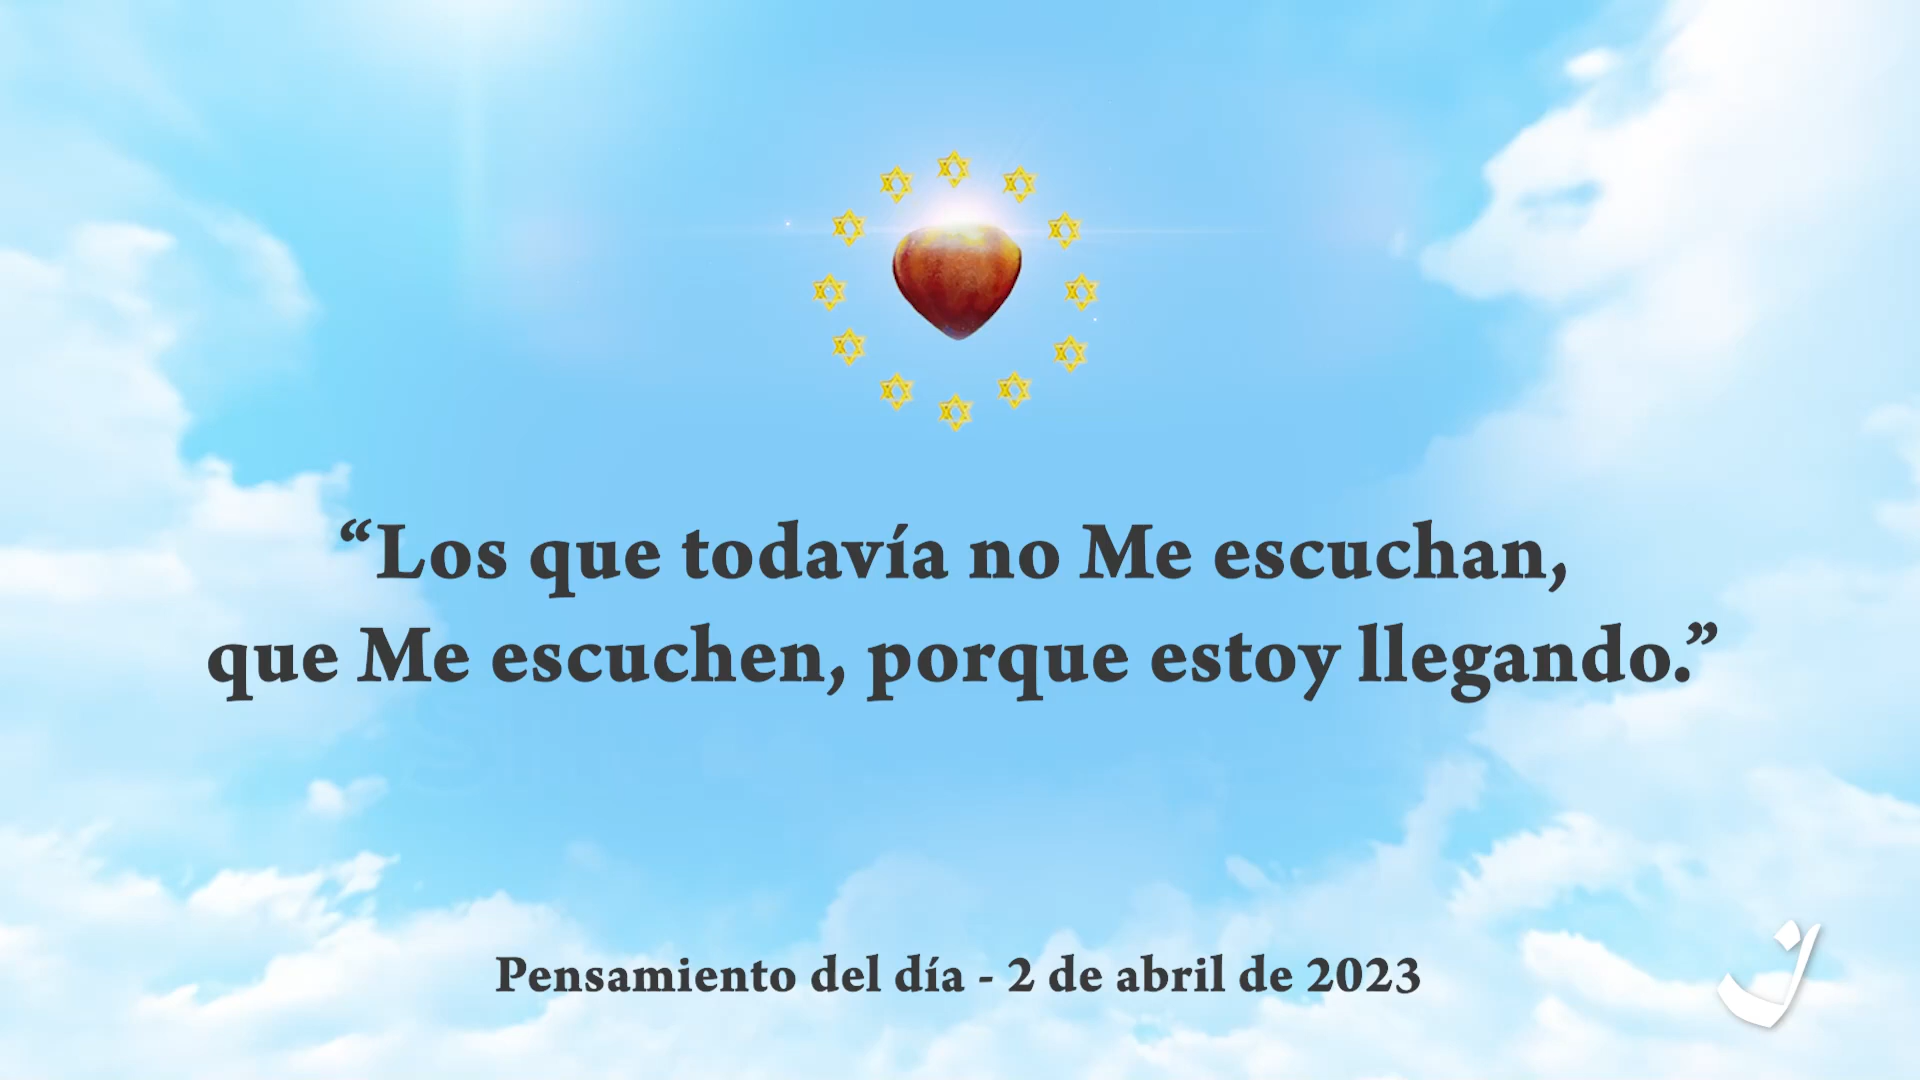 “Los que todavía no Me escuchan,
que Me escuchen, porque estoy llegando.”
Pensamiento del día - 2 de abril de 2023